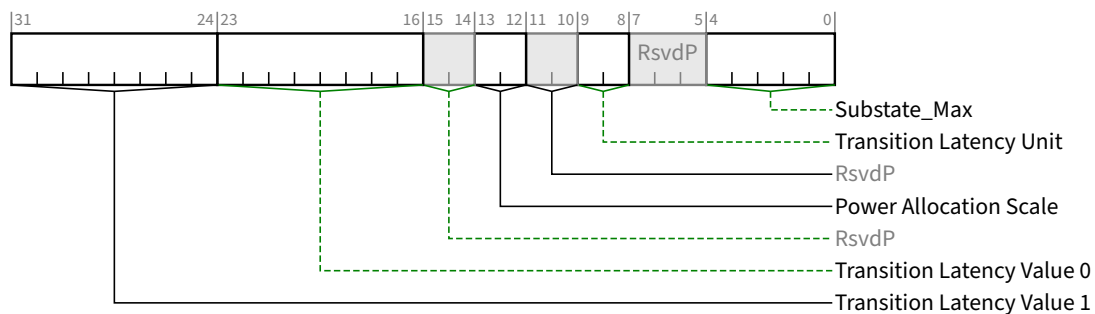 31 24 23 16 15 14 13 12 11 10 9 8 7 5 4 0
RsvdP
Substate_Max
Transition Latency Unit
RsvdP
Power Allocation Scale
RsvdP
Transition Latency Value 0
Transition Latency Value 1